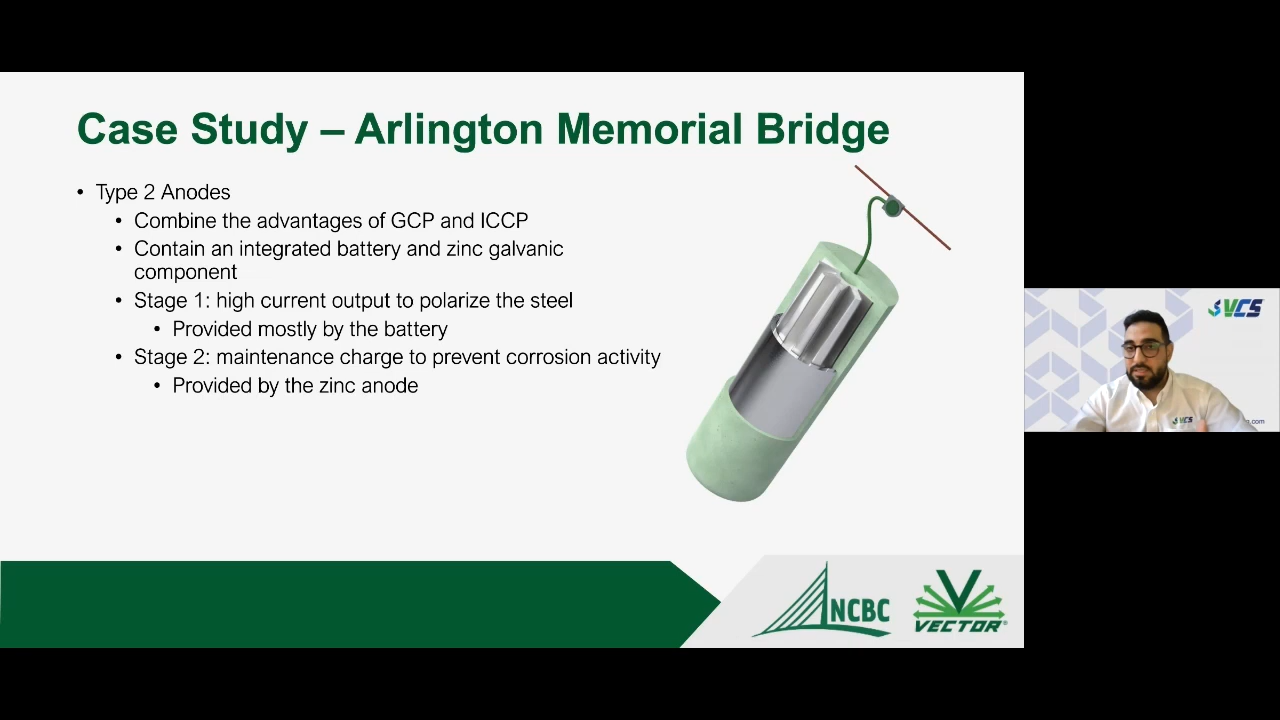 Case Study – Arlington Memorial Bridge
• Type 2 Anodes
• Combine the advantages of GCP and ICCP
• Contain an integrated battery and zinc galvanic
component
• Stage 1: high current output to polarize the steel
• Provided mostly by the battery
• Stage 2: maintenance charge to prevent corrosion activity
• Provided by the zinc anode
NCBC
VECTOR®
VCS
VCS
.com